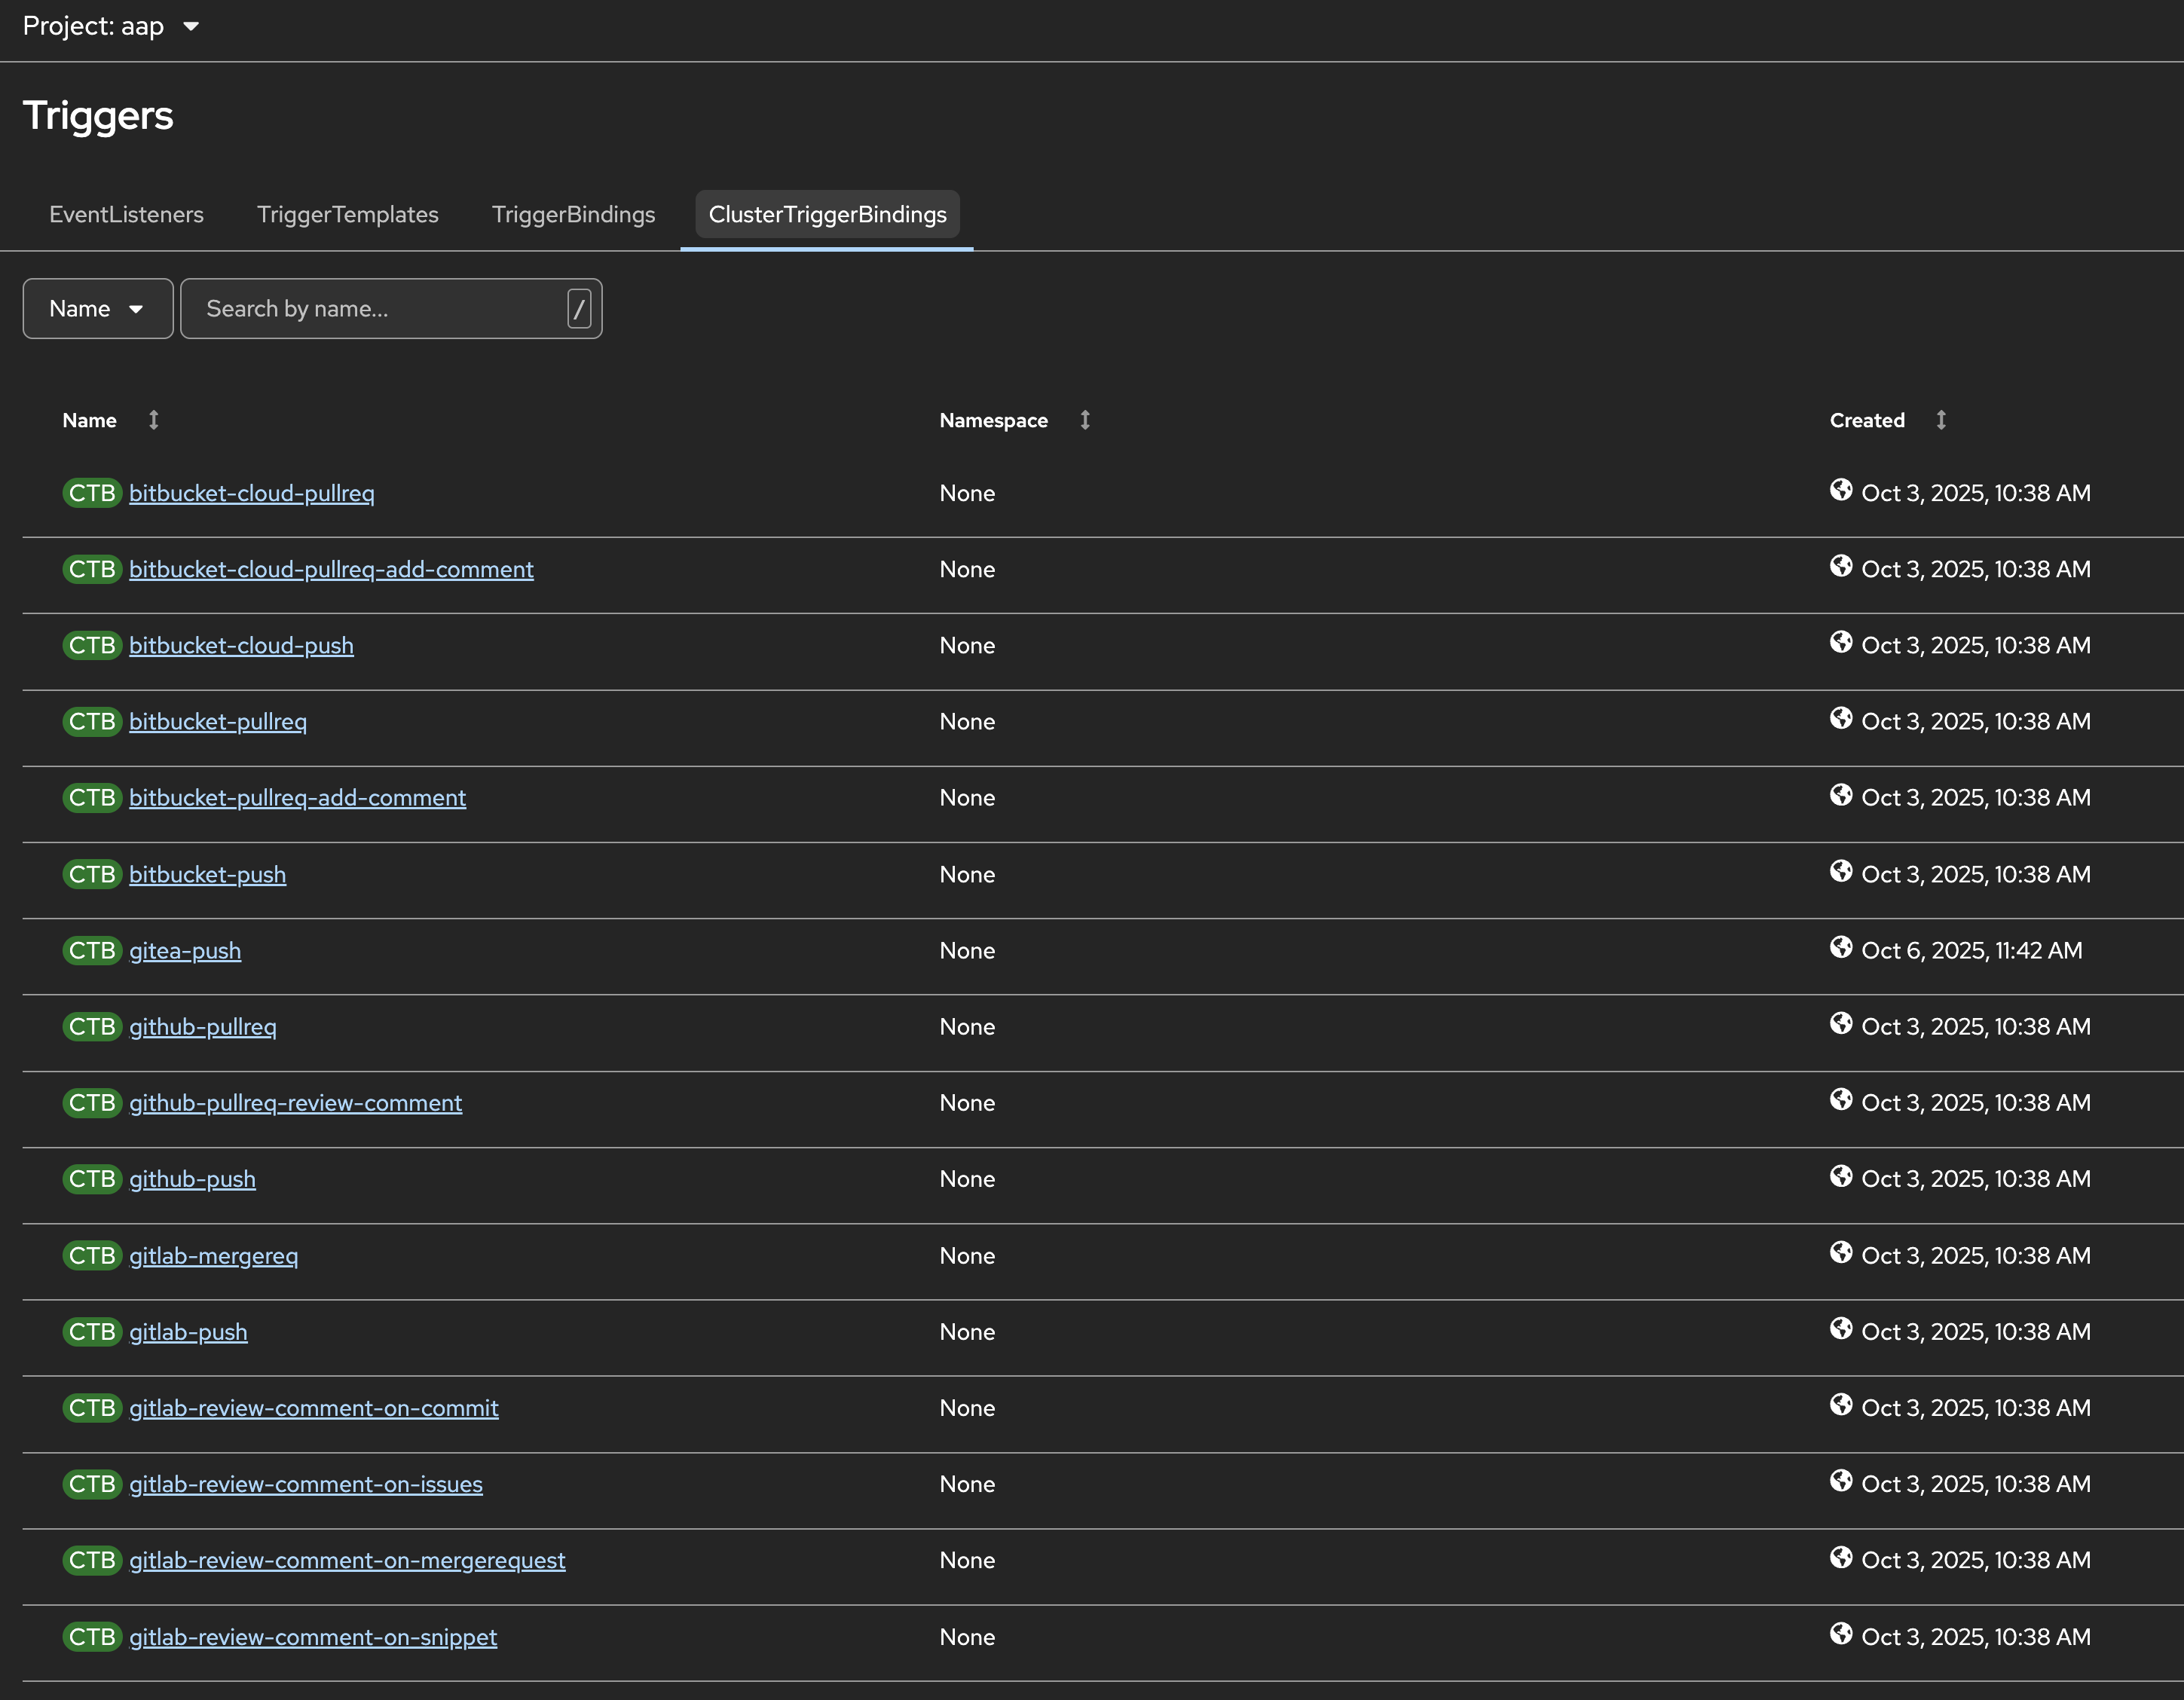 Project: aap
Triggers
EventListeners TriggerTemplates TriggerBindings ClusterTriggerBindings
Name Search by name... /
Name Namespace Created
CTB bitbucket-cloud-pullreq None Oct 3, 2025, 10:38 AM
CTB bitbucket-cloud-pullreq-add-comment None Oct 3, 2025, 10:38 AM
CTB bitbucket-cloud-push None Oct 3, 2025, 10:38 AM
CTB bitbucket-pullreq None Oct 3, 2025, 10:38 AM
CTB bitbucket-pullreq-add-comment None Oct 3, 2025, 10:38 AM
CTB bitbucket-push None Oct 3, 2025, 10:38 AM
CTB gitea-push None Oct 6, 2025, 11:42 AM
CTB github-pullreq None Oct 3, 2025, 10:38 AM
CTB github-pullreq-review-comment None Oct 3, 2025, 10:38 AM
CTB github-push None Oct 3, 2025, 10:38 AM
CTB gitlab-mergereq None Oct 3, 2025, 10:38 AM
CTB gitlab-push None Oct 3, 2025, 10:38 AM
CTB gitlab-review-comment-on-commit None Oct 3, 2025, 10:38 AM
CTB gitlab-review-comment-on-issues None Oct 3, 2025, 10:38 AM
CTB gitlab-review-comment-on-mergerequest None Oct 3, 2025, 10:38 AM
CTB gitlab-review-comment-on-snippet None Oct 3, 2025, 10:38 AM